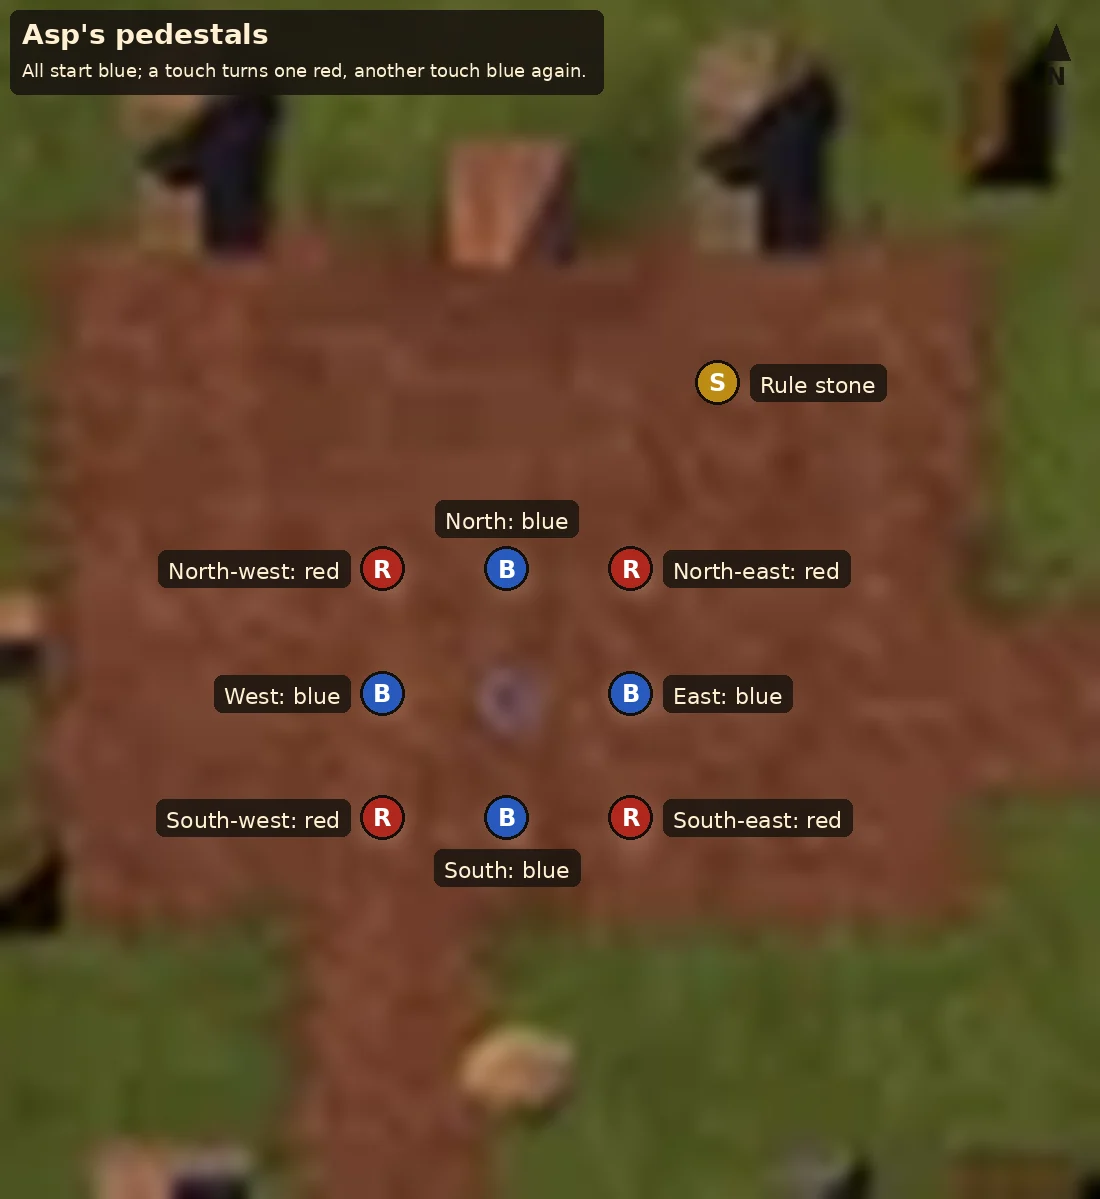 Asp's pedestals
All start blue; a touch turns one red, another touch blue again.
N
S Rule stone
North: blue
North-west: red R B R North-east: red
West: blue B B East: blue
South-west: red R B R South-east: red
South: blue